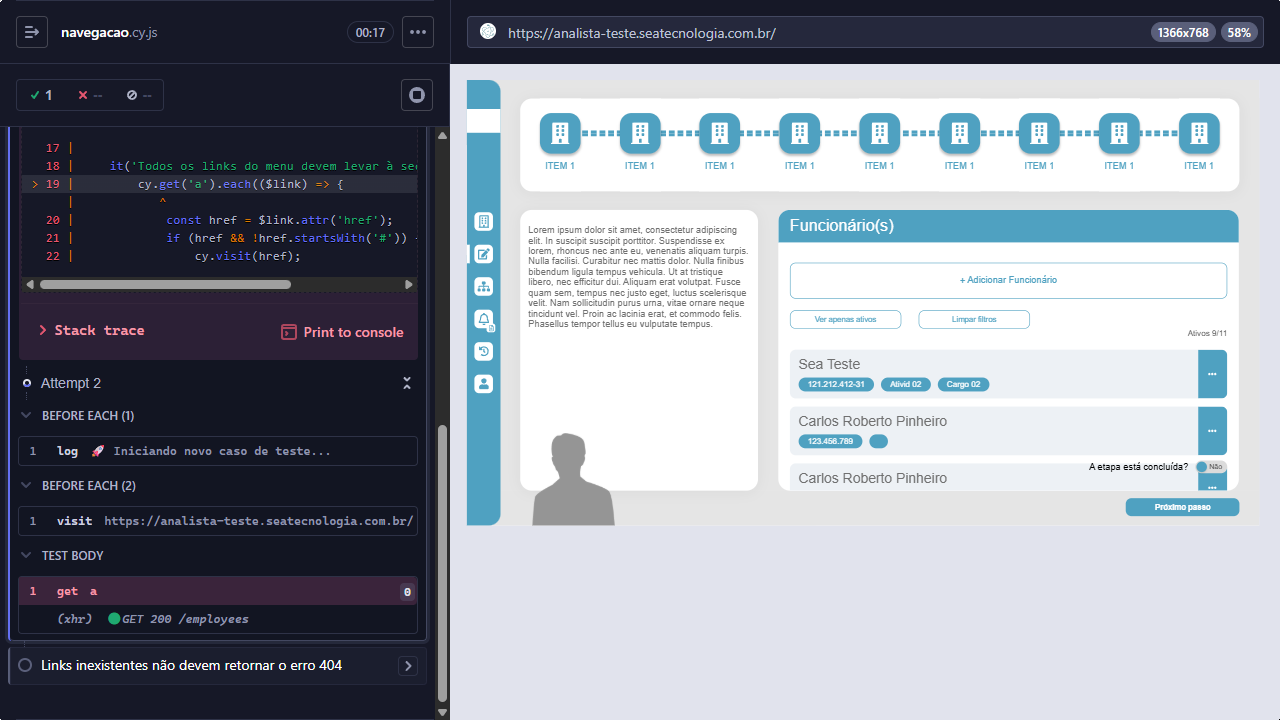 navegacao.cy.js
00:17
1
--
--
17 |
18 | it('Todos os links do menu devem levar à seç
> 19 | cy.get('a').each(($link) => {
| ^
20 | const href = $link.attr('href');
21 | if (href && !href.startsWith('#')) {
22 | cy.visit(href);
Stack trace
Print to console
Attempt 2
BEFORE EACH (1)
1 log 🚀 Iniciando novo caso de teste...
BEFORE EACH (2)
1 visit https://analista-teste.seatecnologia.com.br/
TEST BODY
1 get a 0
(xhr) GET 200 /employees
Links inexistentes não devem retornar o erro 404
https://analista-teste.seatecnologia.com.br/
1366x768
58%
ITEM 1
ITEM 1
ITEM 1
ITEM 1
ITEM 1
ITEM 1
ITEM 1
ITEM 1
ITEM 1
Lorem ipsum dolor sit amet, consectetur adipiscing
elit. In suscipit suscipit porttitor. Suspendisse ex
lorem, rhoncus nec ante eu, venenatis aliquam turpis.
Nulla facilisi. Curabitur nec mattis dolor. Nulla finibus
bibendum ligula tempus vehicula. Ut at tristique
libero, nec efficitur dui. Aliquam erat volutpat. Fusce
quam sem, tempus nec justo eget, luctus scelerisque
velit. Nam sollicitudin purus urna, vitae ornare neque
tincidunt vel. Proin ac lacinia erat, et commodo felis.
Phasellus tempor tellus eu vulputate tempus.
Funcionário(s)
+ Adicionar Funcionário
Ver apenas ativos
Limpar filtros
Ativos 9/11
Sea Teste
121.212.412-31
Ativid 02
Cargo 02
...
Carlos Roberto Pinheiro
123.456.789
...
Carlos Roberto Pinheiro
...
A etapa está concluída?
Não
Próximo passo